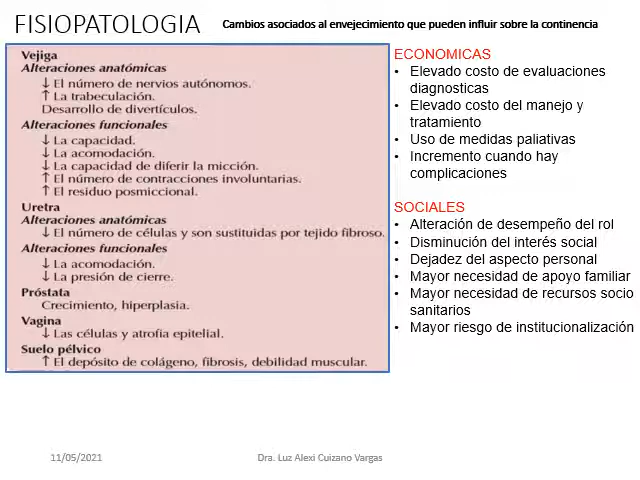 FISIOPATOLOGIA
Cambios asociados al envejecimiento que pueden influir sobre la continencia
Vejiga
Alteraciones anatómicas
↓ El número de nervios autónomos.
↑ La trabeculación.
Desarrollo de divertículos.
Alteraciones funcionales
↓ La capacidad.
↓ La acomodación.
↓ La capacidad de diferir la micción.
↑ El número de contracciones involuntarias.
↑ El residuo posmiccional.
Uretra
Alteraciones anatómicas
↓ El número de células y son sustituidas por tejido fibroso.
Alteraciones funcionales
↓ La acomodación.
↓ La presión de cierre.
Próstata
Crecimiento, hiperplasia.
Vagina
↓ Las células y atrofia epitelial.
Suelo pélvico
↑ El depósito de colágeno, fibrosis, debilidad muscular.
ECONOMICAS
• Elevado costo de evaluaciones
diagnosticas
• Elevado costo del manejo y
tratamiento
• Uso de medidas paliativas
• Incremento cuando hay
complicaciones
SOCIALES
• Alteración de desempeño del rol
• Disminución del interés social
• Dejadez del aspecto personal
• Mayor necesidad de apoyo familiar
• Mayor necesidad de recursos socio
sanitarios
• Mayor riesgo de institucionalización
11/05/2021
Dra. Luz Alexi Cuizano Vargas